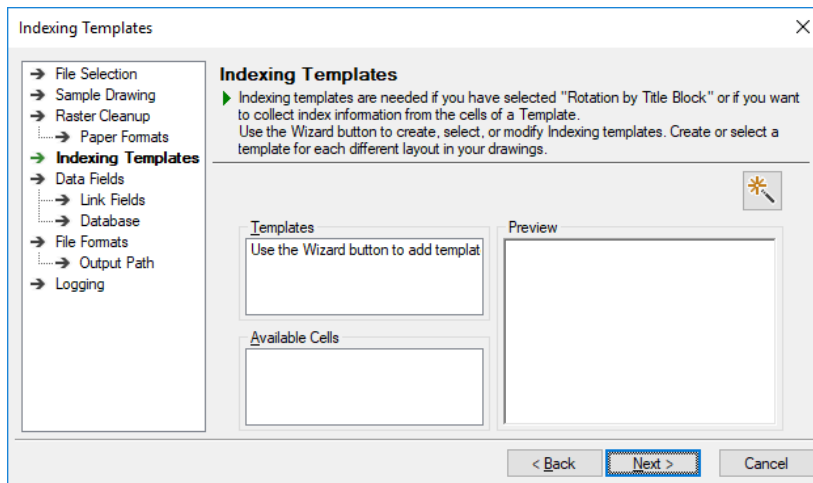 Indexing Templates
File Selection
Sample Drawing
Raster Cleanup
Paper Formats
Indexing Templates
Data Fields
Link Fields
Database
File Formats
Output Path
Logging
Indexing Templates
Indexing templates are needed if you have selected "Rotation by Title Block" or if you want
to collect index information from the cells of a Template.
Use the Wizard button to create, select, or modify Indexing templates. Create or select a
template for each different layout in your drawings.
Templates
Use the Wizard button to add templat
Available Cells
Preview
< Back
Next >
Cancel